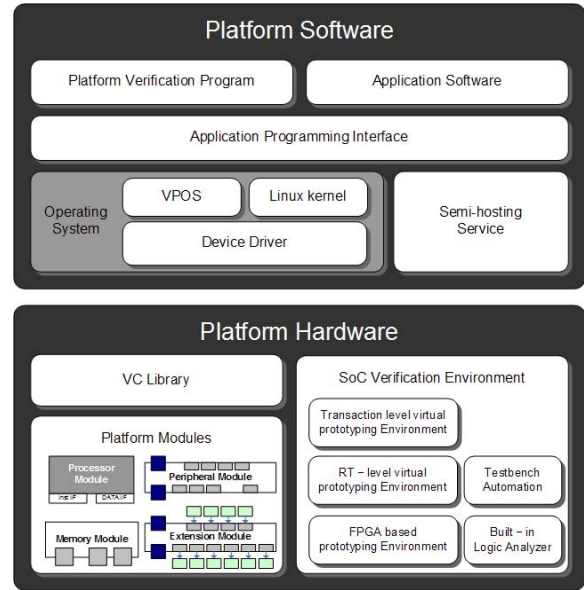 Platform Software
Platform Verification Program
Application Software
Application Programming Interface
Operating
System
VPOS
Linux kernel
Device Driver
Semi-hosting
Service
Platform Hardware
VC Library
Platform Modules
Processor
Module
Inst I/F
DATA I/F
Peripheral Module
Memory Module
Extension Module
SoC Verification Environment
Transaction level virtual
prototyping Environment
RT – level virtual
prototyping Environment
Testbench
Automation
FPGA based
prototyping Environment
Built – in
Logic Analyzer